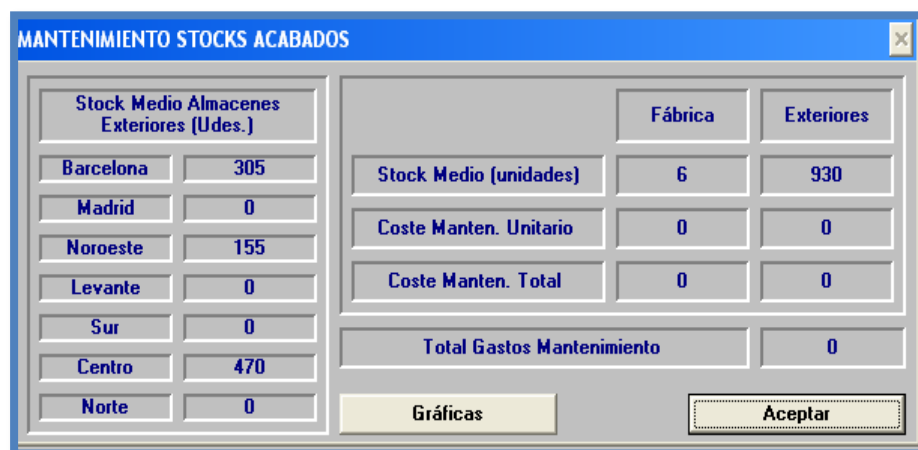 MANTENIMIENTO STOCKS ACABADOS
Stock Medio Almacenes
Exteriores (Udes.)
Barcelona 305
Madrid 0
Noroeste 155
Levante 0
Sur 0
Centro 470
Norte 0
Fábrica Exteriores
Stock Medio (unidades) 6 930
Coste Manten. Unitario 0 0
Coste Manten. Total 0 0
Total Gastos Mantenimiento 0
Gráficas Aceptar